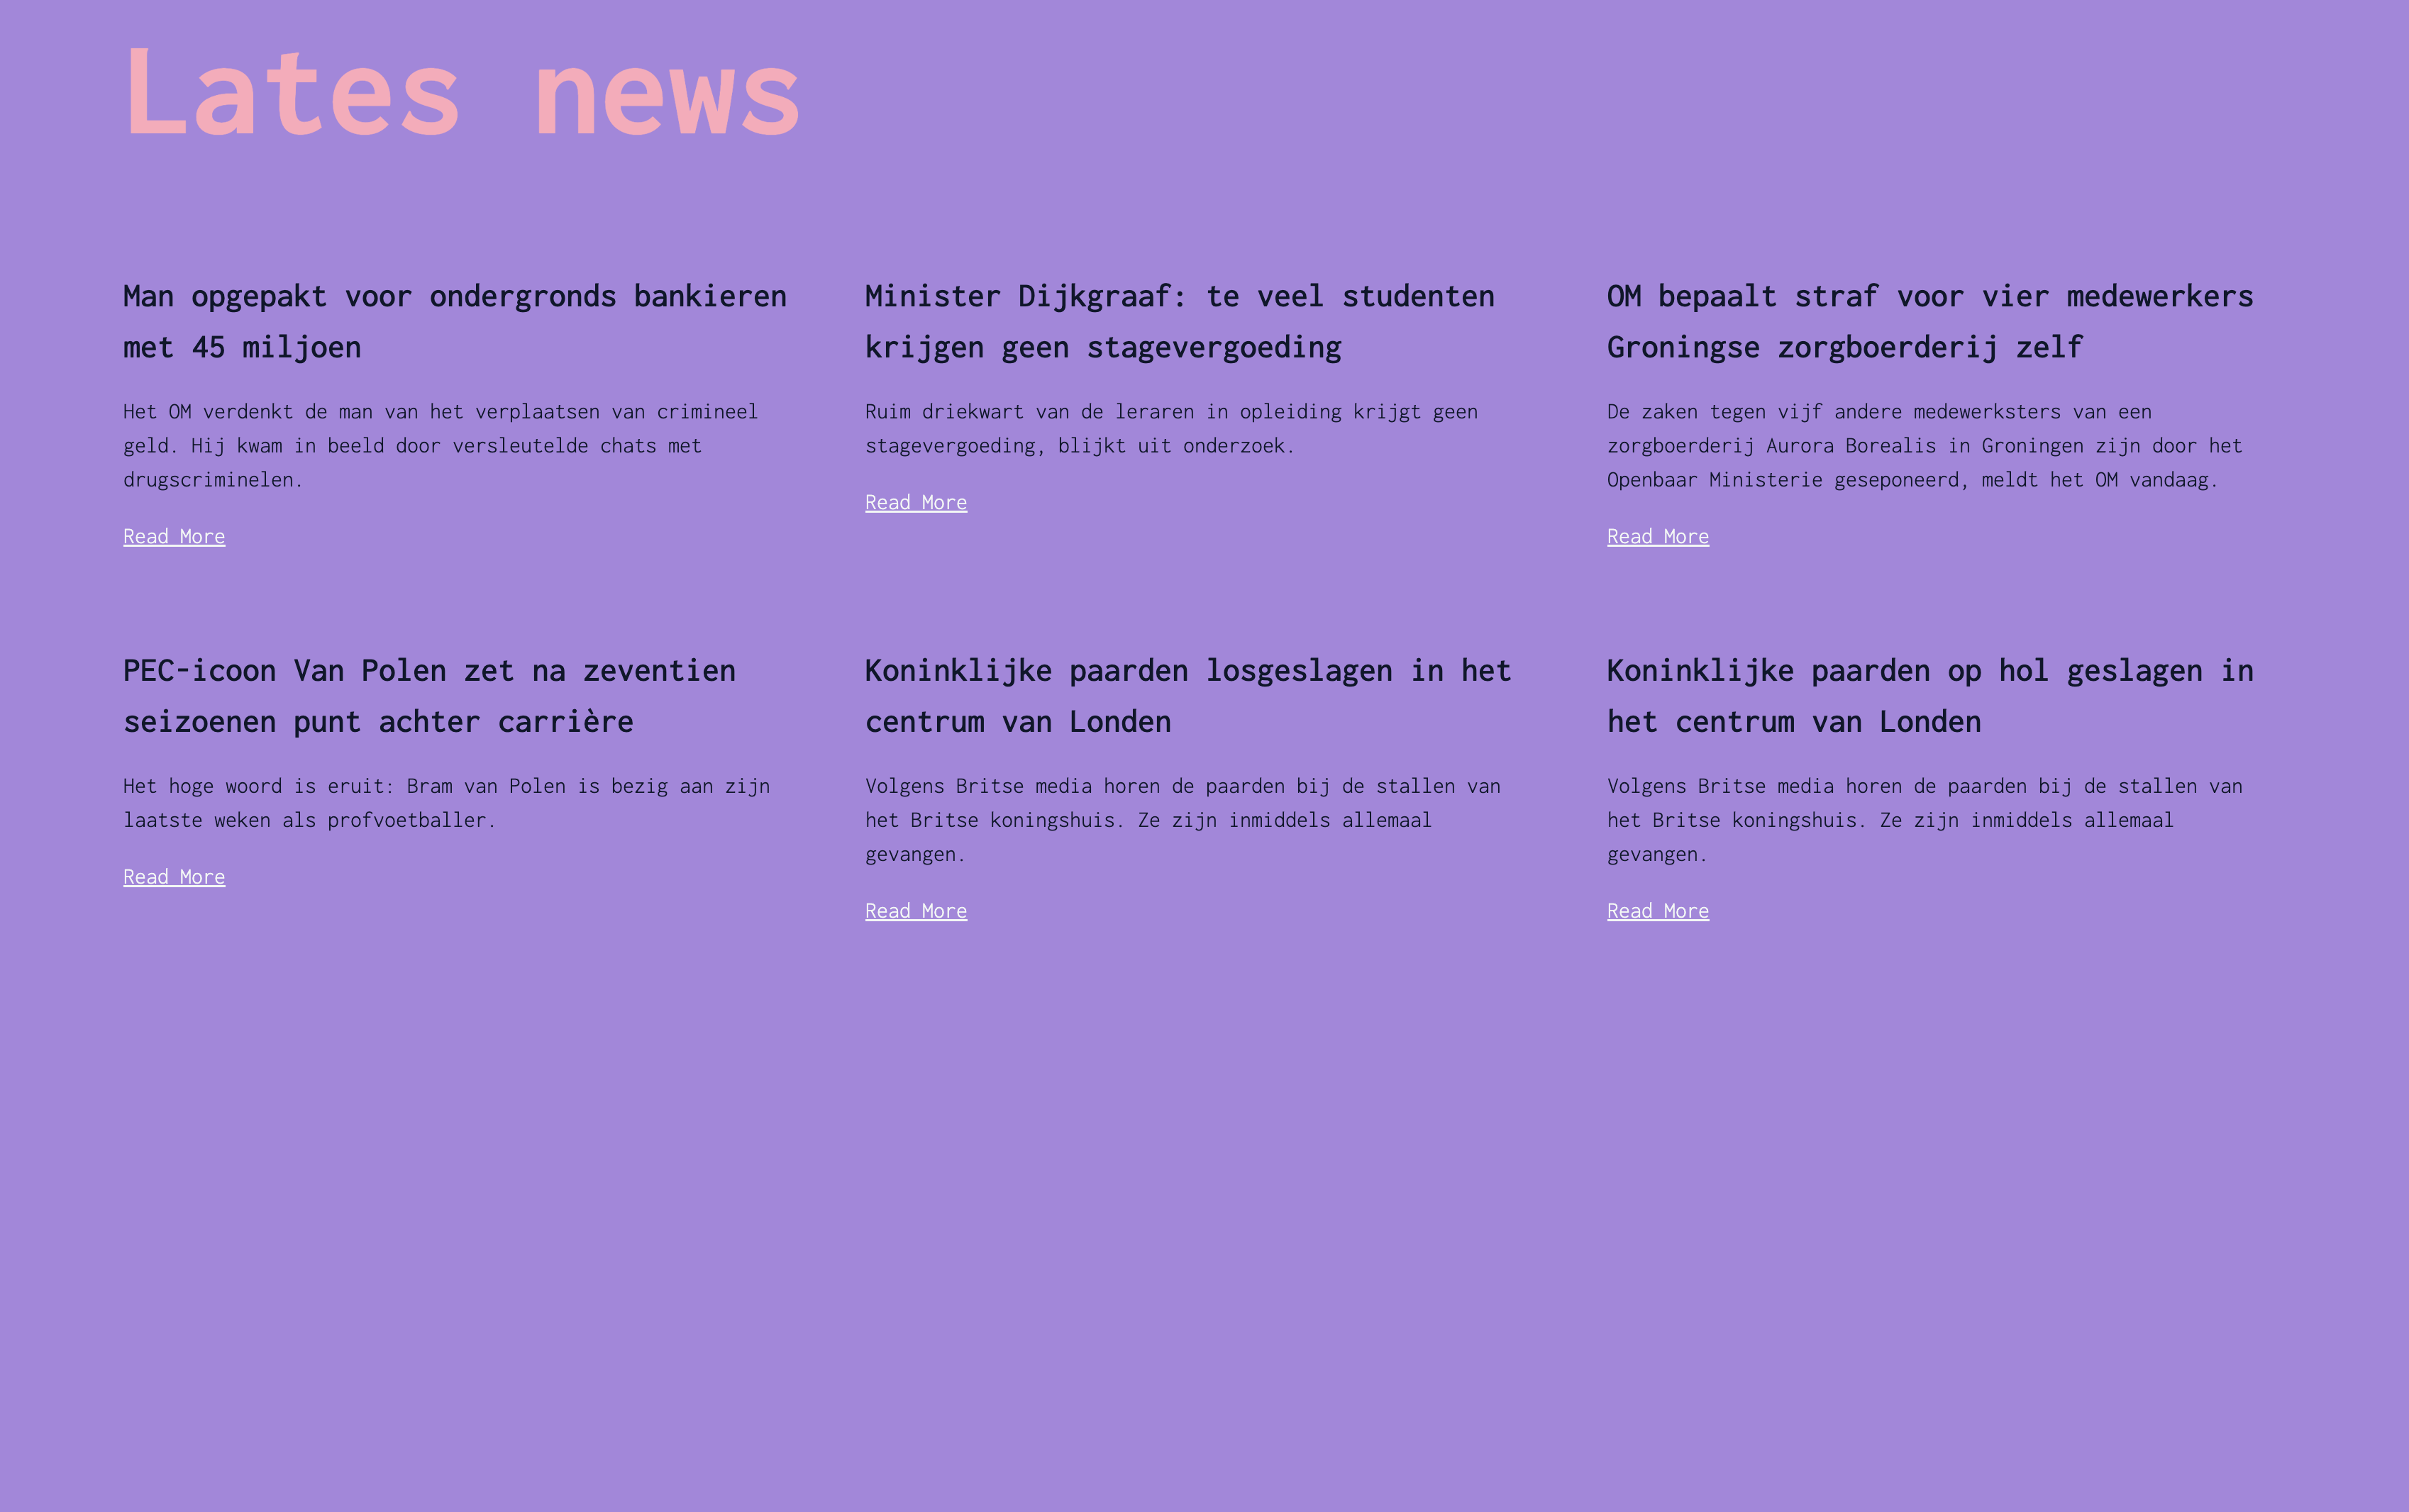 Lates news
Man opgepakt voor ondergronds bankieren
met 45 miljoen
Het OM verdenkt de man van het verplaatsen van crimineel
geld. Hij kwam in beeld door versleutelde chats met
drugscriminelen.
Read More
Minister Dijkgraaf: te veel studenten
krijgen geen stagevergoeding
Ruim driekwart van de leraren in opleiding krijgt geen
stagevergoeding, blijkt uit onderzoek.
Read More
OM bepaalt straf voor vier medewerkers
Groningse zorgboerderij zelf
De zaken tegen vijf andere medewerksters van een
zorgboerderij Aurora Borealis in Groningen zijn door het
Openbaar Ministerie geseponeerd, meldt het OM vandaag.
Read More
PEC-icoon Van Polen zet na zeventien
seizoenen punt achter carrière
Het hoge woord is eruit: Bram van Polen is bezig aan zijn
laatste weken als profvoetballer.
Read More
Koninklijke paarden losgeslagen in het
centrum van Londen
Volgens Britse media horen de paarden bij de stallen van
het Britse koningshuis. Ze zijn inmiddels allemaal
gevangen.
Read More
Koninklijke paarden op hol geslagen in
het centrum van Londen
Volgens Britse media horen de paarden bij de stallen van
het Britse koningshuis. Ze zijn inmiddels allemaal
gevangen.
Read More